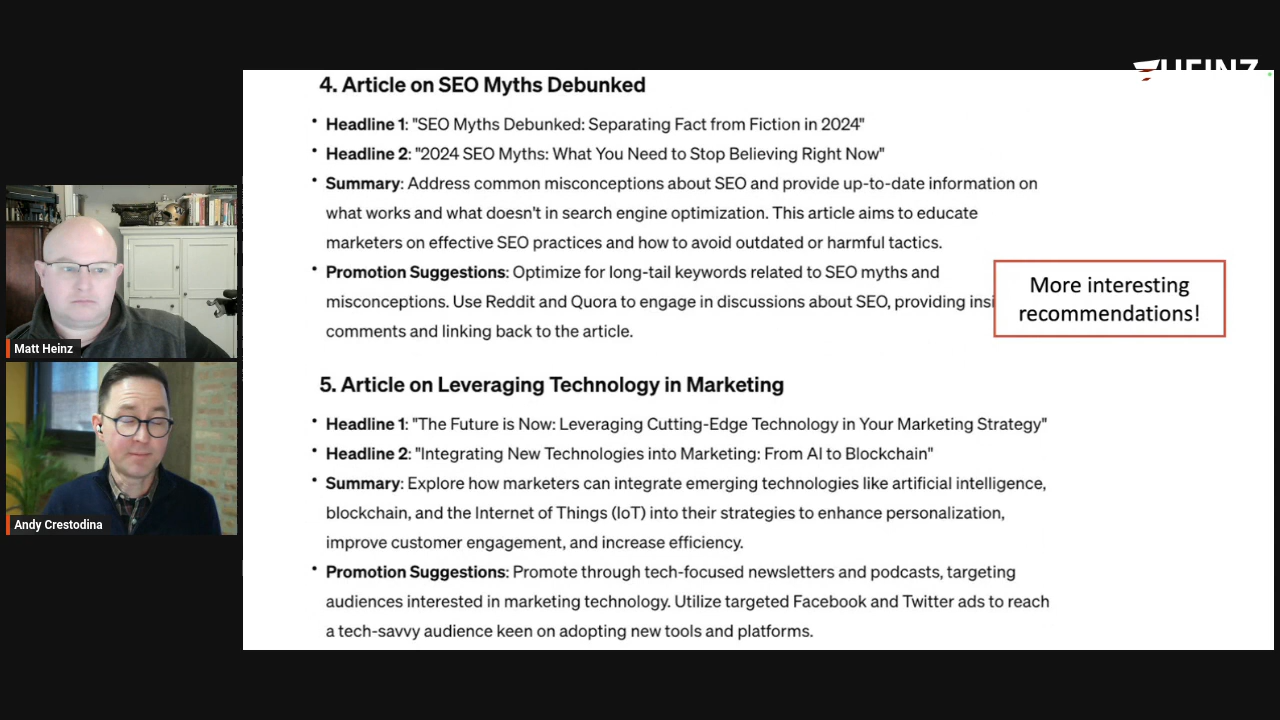 HEINZ
4. Article on SEO Myths Debunked
• Headline 1: "SEO Myths Debunked: Separating Fact from Fiction in 2024"
• Headline 2: "2024 SEO Myths: What You Need to Stop Believing Right Now"
• Summary: Address common misconceptions about SEO and provide up-to-date information on
what works and what doesn't in search engine optimization. This article aims to educate
marketers on effective SEO practices and how to avoid outdated or harmful tactics.
• Promotion Suggestions: Optimize for long-tail keywords related to SEO myths and
misconceptions. Use Reddit and Quora to engage in discussions about SEO, providing
comments and linking back to the article.
More interesting
recommendations!
5. Article on Leveraging Technology in Marketing
• Headline 1: "The Future is Now: Leveraging Cutting-Edge Technology in Your Marketing Strategy"
• Headline 2: "Integrating New Technologies into Marketing: From AI to Blockchain"
• Summary: Explore how marketers can integrate emerging technologies like artificial intelligence,
blockchain, and the Internet of Things (IoT) into their strategies to enhance personalization,
improve customer engagement, and increase efficiency.
• Promotion Suggestions: Promote through tech-focused newsletters and podcasts, targeting
audiences interested in marketing technology. Utilize targeted Facebook and Twitter ads to reach
a tech-savvy audience keen on adopting new tools and platforms.
Matt Heinz
Andy Crestodina